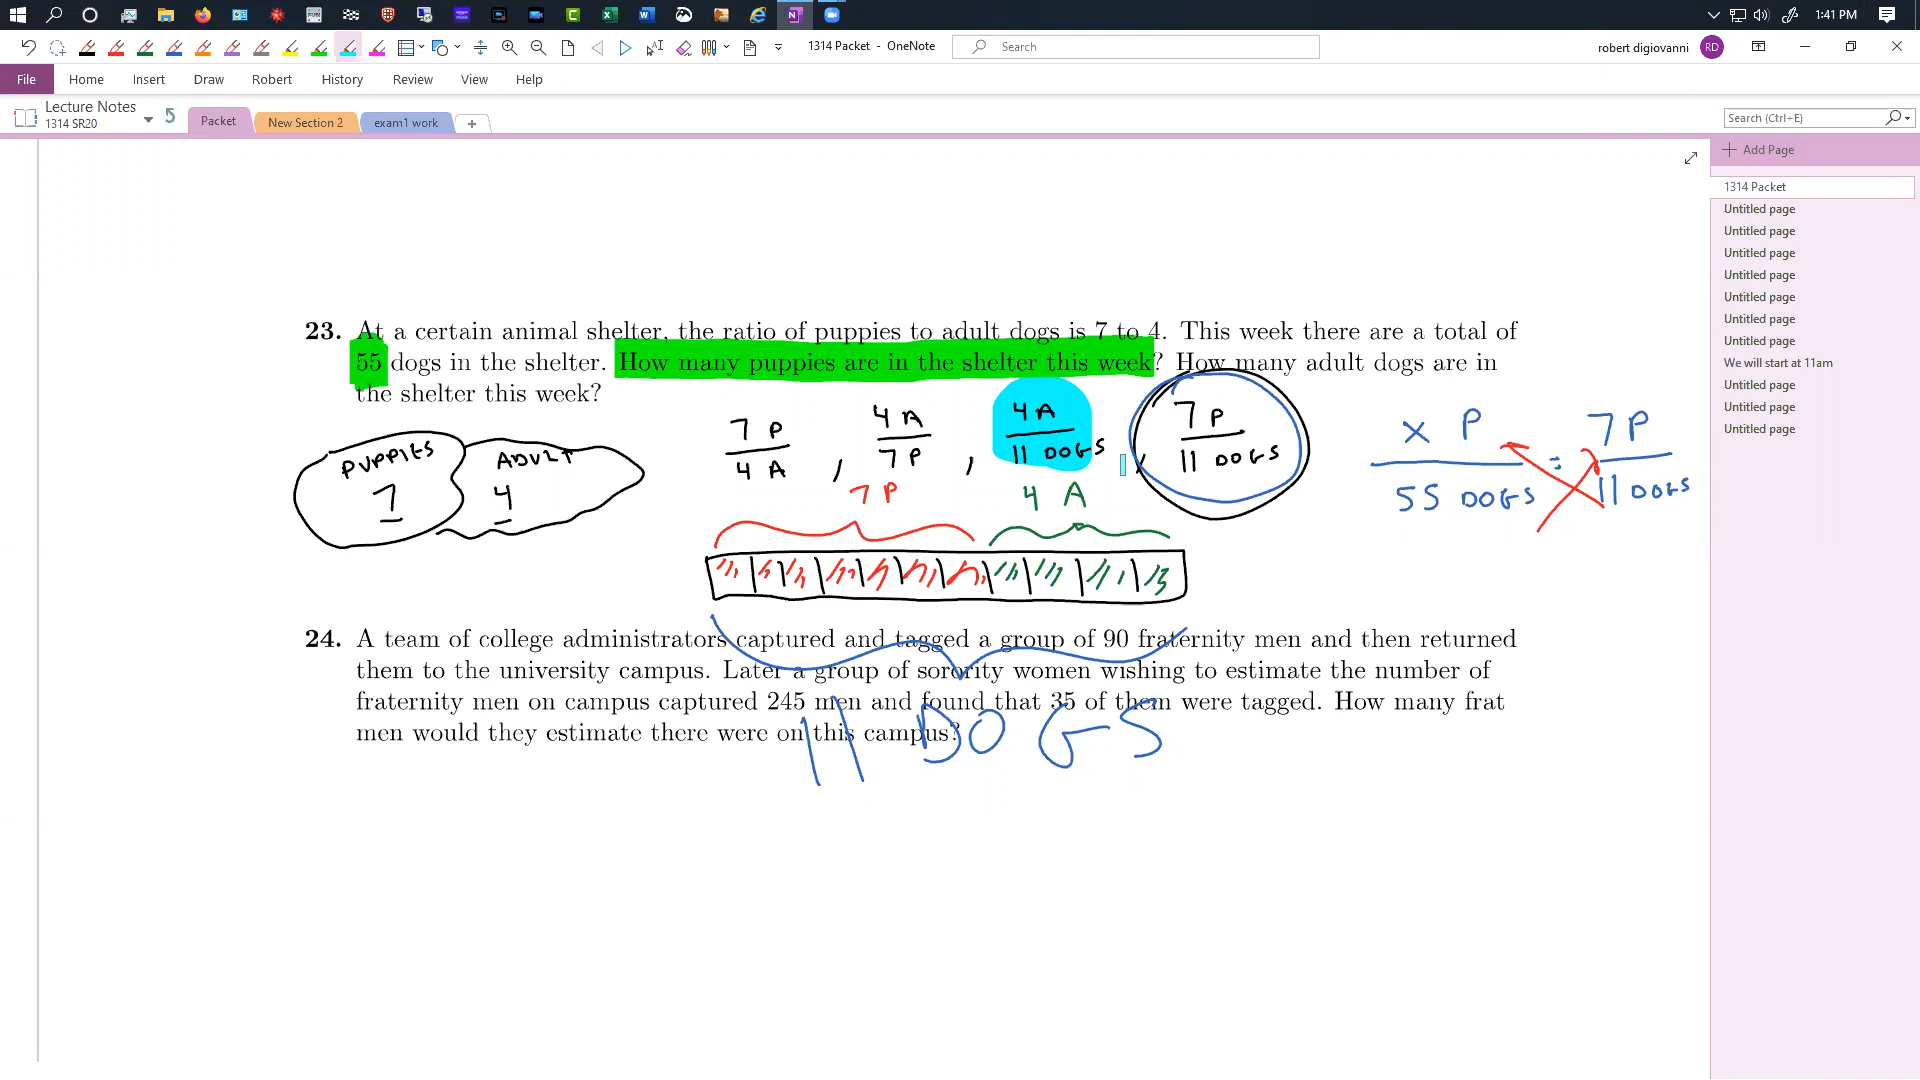 1:41 PM
1314 Packet - OneNote
Search
robert digiovanni
RD
File
Home
Insert
Draw
Robert
History
Review
View
Help
Lecture Notes
1314 SR20
Packet
New Section 2
exam1 work
Search (Ctrl+E)
Add Page
1314 Packet
Untitled page
Untitled page
Untitled page
Untitled page
Untitled page
Untitled page
Untitled page
We will start at 11am
Untitled page
Untitled page
Untitled page
23. At a certain animal shelter, the ratio of puppies to adult dogs is 7 to 4. This week there are a total of
55 dogs in the shelter. How many puppies are in the shelter this week? How many adult dogs are in
the shelter this week?
PUPPIES
7
ADULT
4
7 P
4 A
,
4 A
7 P
,
4 A
11 DOGS
,
7 P
11 DOGS
x P
55 DOGS
=
7 P
11 DOGS
7 P
4 A
24. A team of college administrators captured and tagged a group of 90 fraternity men and then returned
them to the university campus. Later a group of sorority women wishing to estimate the number of
fraternity men on campus captured 245 men and found that 35 of them were tagged. How many frat
men would they estimate there were on this campus?
11 DOGS